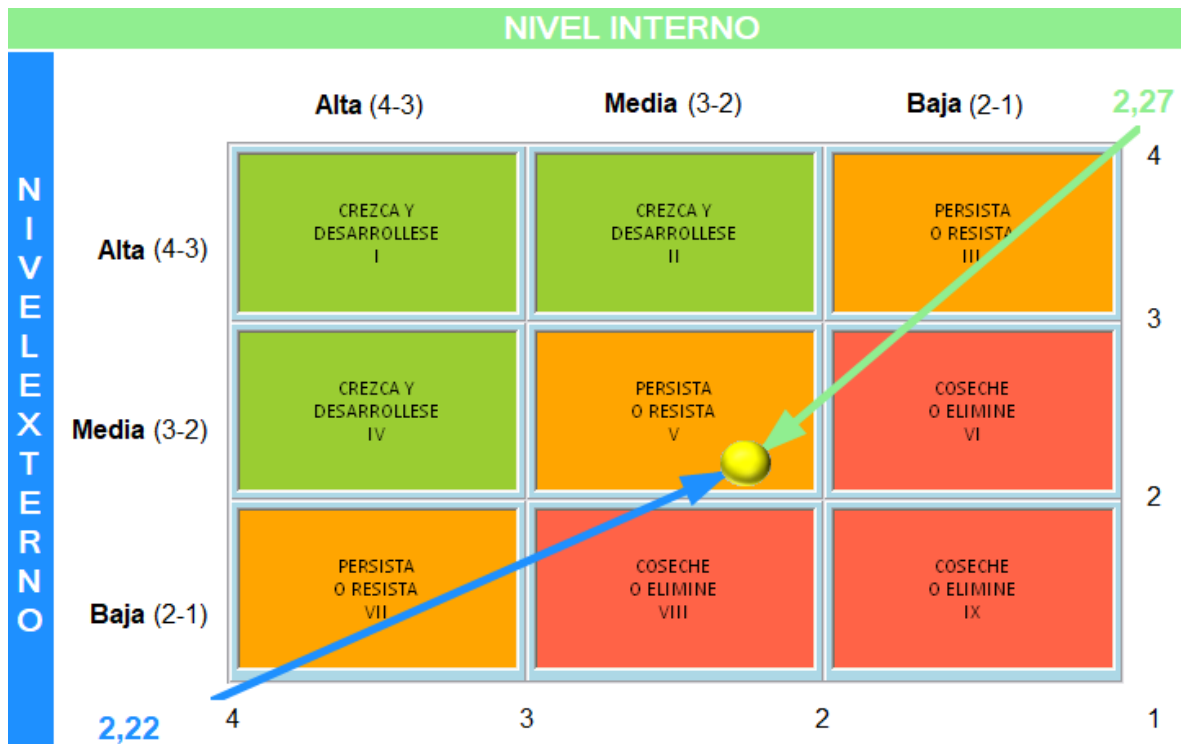 NIVEL INTERNO
NIVEL EXTERNO
Alta (4-3)
Media (3-2)
Baja (2-1)
2,27
Alta (4-3)
CREZCA Y
DESARROLLESE
I
CREZCA Y
DESARROLLESE
II
PERSISTA
O RESISTA
III
4
3
Media (3-2)
CREZCA Y
DESARROLLESE
IV
PERSISTA
O RESISTA
V
COSECHE
O ELIMINE
VI
2
Baja (2-1)
PERSISTA
O RESISTA
VII
COSECHE
O ELIMINE
VIII
COSECHE
O ELIMINE
IX
2,22
4
3
2
1